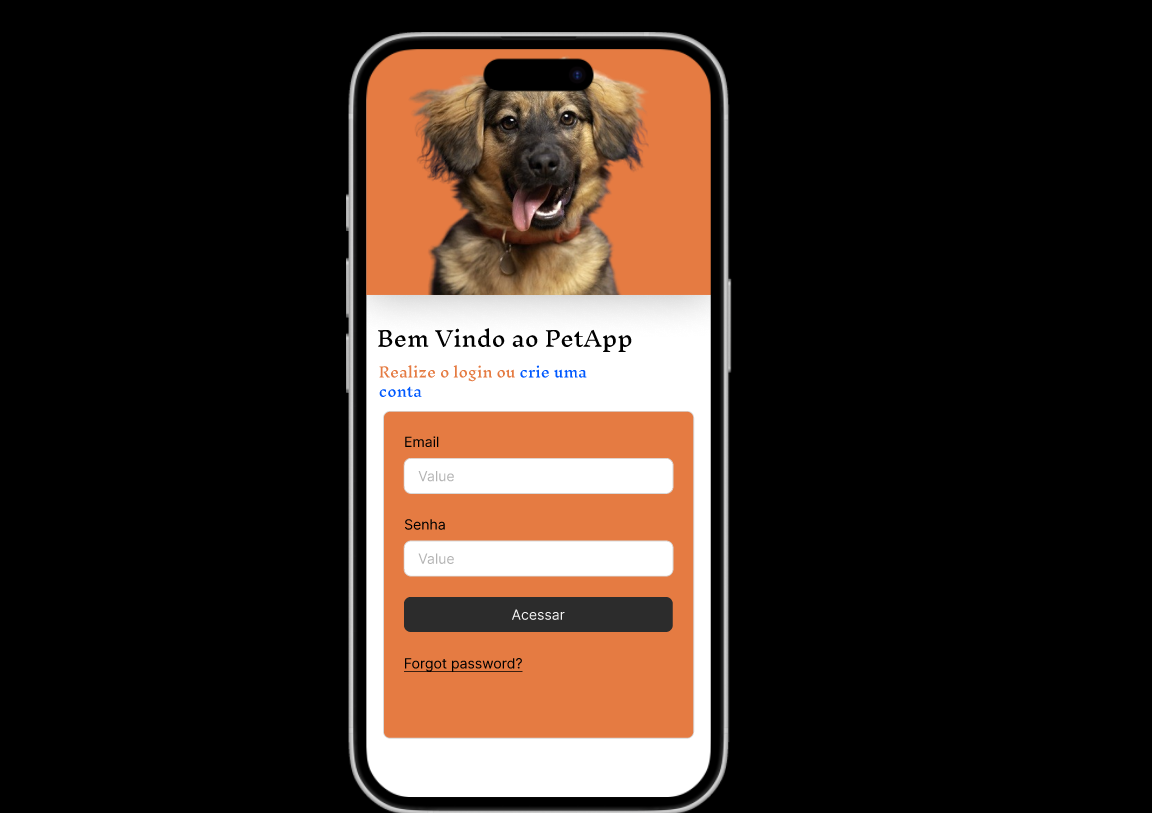 Bem Vindo ao PetApp
Realize o login ou crie uma
conta
Email
Value
Senha
Value
Acessar
Forgot password?